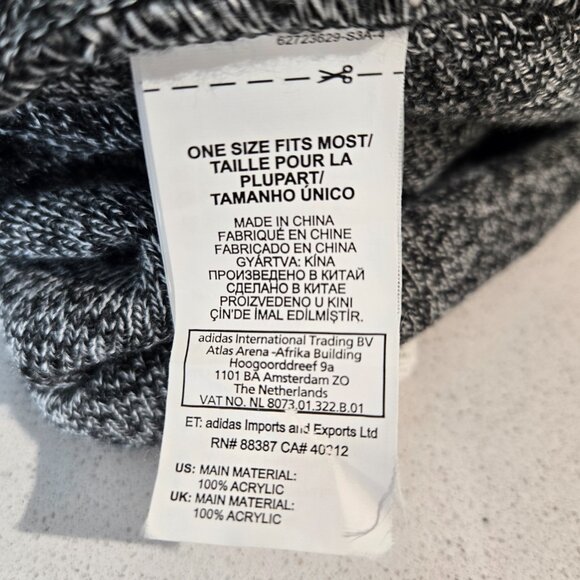 62723629-S3A-4
ONE SIZE FITS MOST/
TAILLE POUR LA
PLUPART/
TAMANHO ÚNICO
MADE IN CHINA
FABRIQUÉ EN CHINE
FABRICADO EN CHINA
GYÁRTVA: KÍNA
ПРОИЗВЕДЕНО В КИТАЙ
СДЕЛАНО В КИТАЕ
PROIZVEDENO U KINI
ÇİN'DE İMAL EDİLMİŞTİR.
adidas International Trading BV
Atlas Arena -Afrika Building
Hoogoorddreef 9a
1101 BA Amsterdam ZO
The Netherlands
VAT NO. NL 8073.01.322.B.01
ET: adidas Imports and Exports Ltd
RN# 88387 CA# 40312
US: MAIN MATERIAL:
100% ACRYLIC
UK: MAIN MATERIAL:
100% ACRYLIC